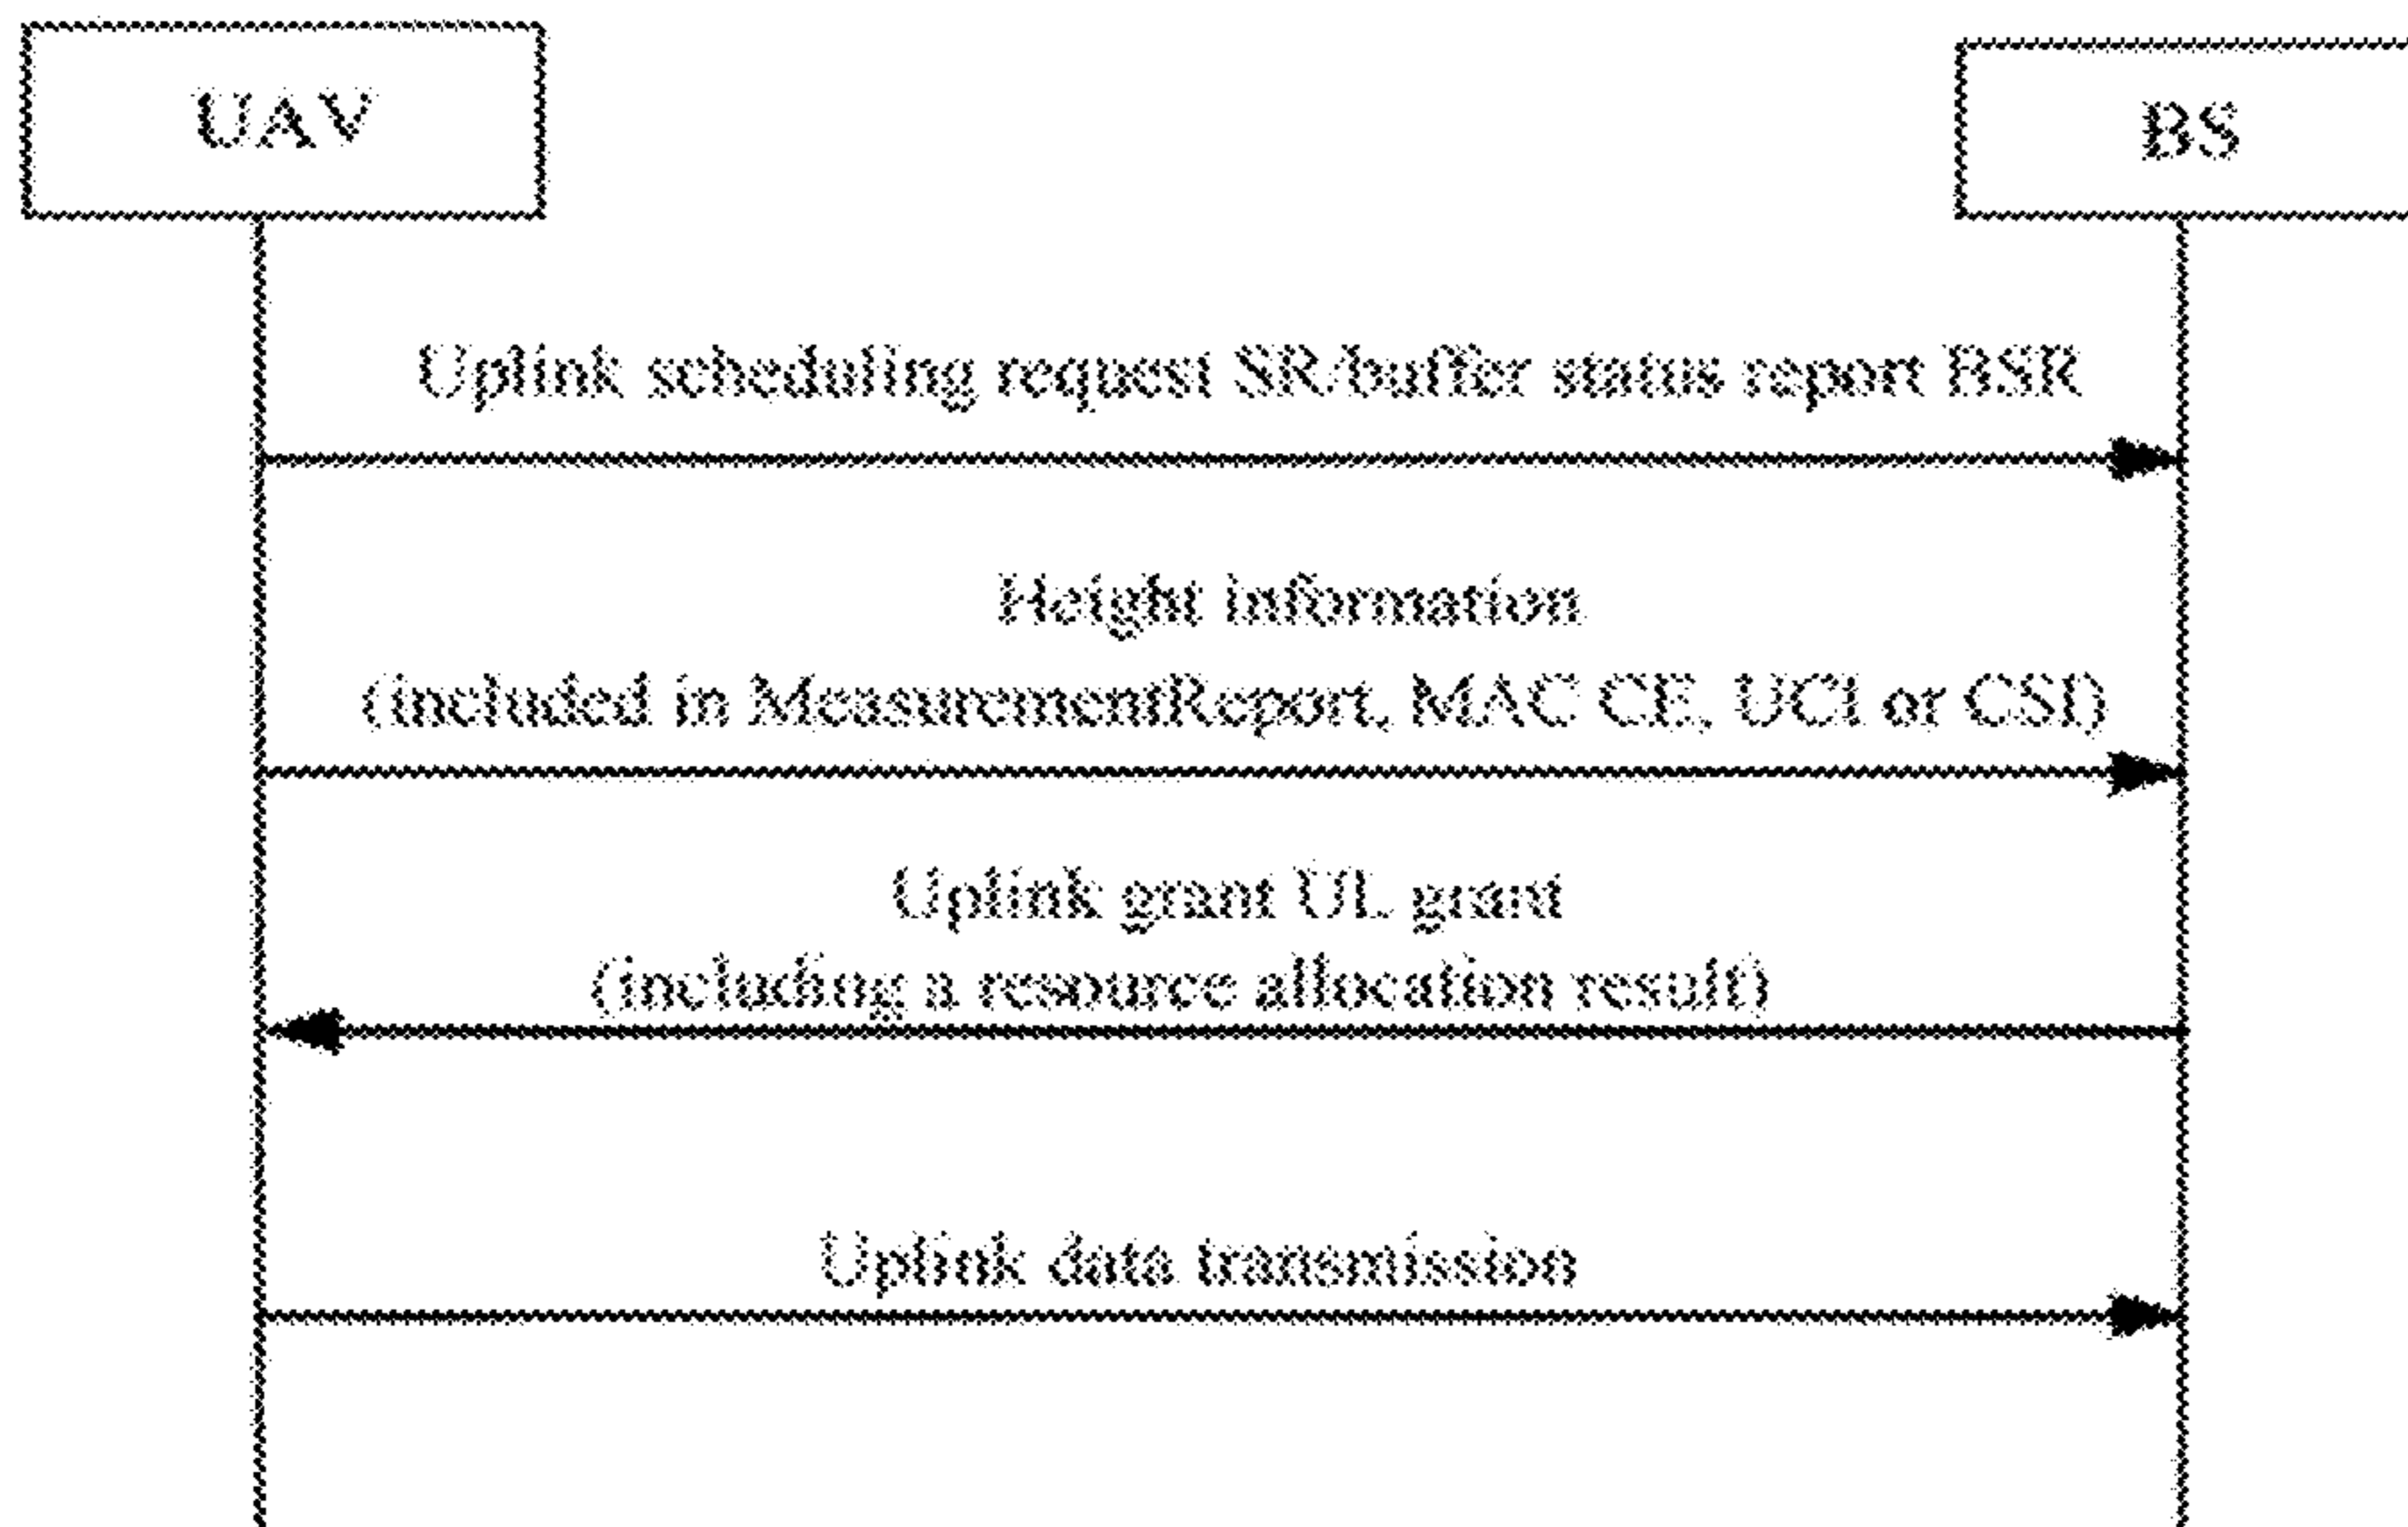 UAV
BS
Uplink scheduling request SR/buffer status report BSR
Height information
(included in MeasurementReport, MAC CE, UCI or CSI)
Uplink grant UL grant
(including a resource allocation result)
Uplink data transmission